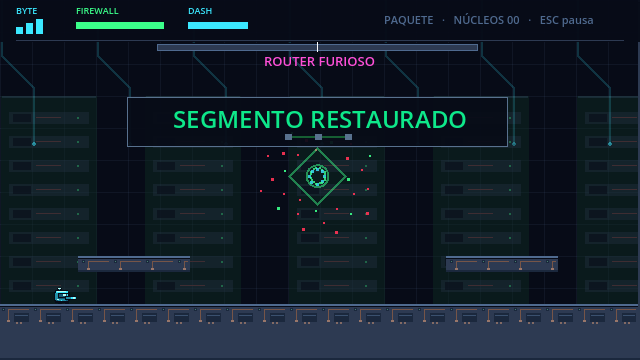 BYTE
FIREWALL
DASH
PAQUETE · NÚCLEOS 00 · ESC pausa
ROUTER FURIOSO
SEGMENTO RESTAURADO